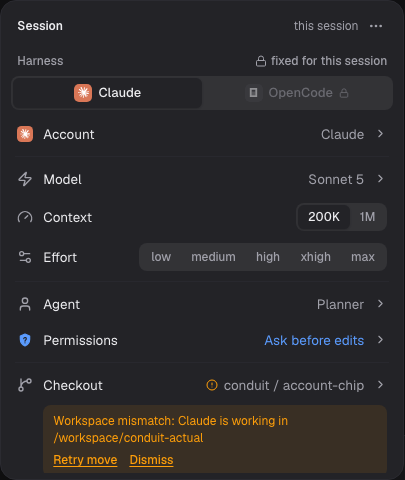 Session this session ···
Harness fixed for this session
Claude OpenCode
Account Claude
Model Sonnet 5
Context 200K 1M
Effort low medium high xhigh max
Agent Planner
Permissions Ask before edits
Checkout conduit / account-chip
Workspace mismatch: Claude is working in
/workspace/conduit-actual
Retry move Dismiss